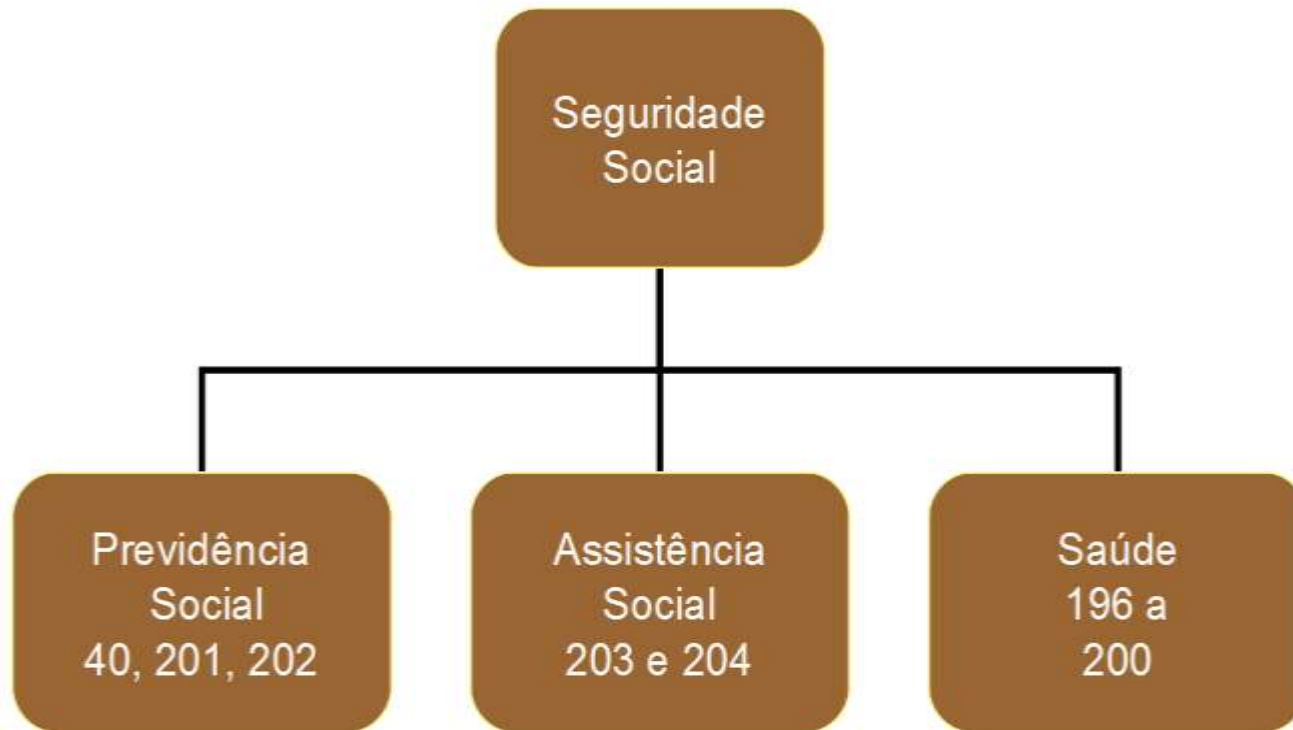 Seguridade
Social
Previdência
Social
40, 201, 202
Assistência
Social
203 e 204
Saúde
196 a
200